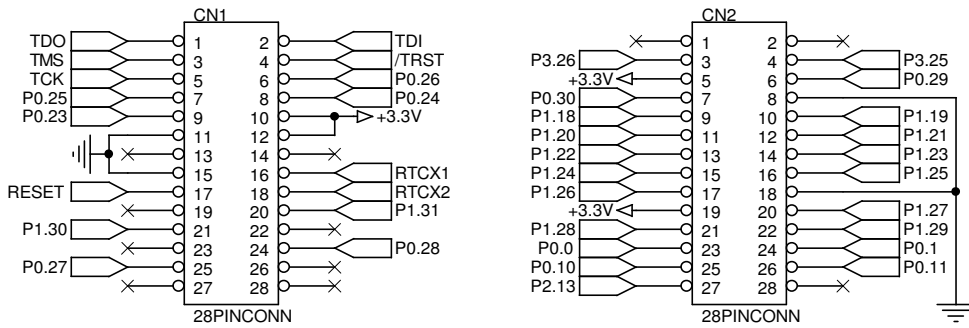 CN1
TDO 1 2 TDI
TMS 3 4 /TRST
TCK 5 6 P0.26
P0.25 7 8 P0.24
P0.23 9 10 +3.3V
11 12
13 14
15 16 RTCX1
RESET 17 18 RTCX2
19 20 P1.31
P1.30 21 22
23 24 P0.28
P0.27 25 26
27 28
28PINCONN
CN2
1 2
P3.26 3 4 P3.25
+3.3V 5 6 P0.29
P0.30 7 8
P1.18 9 10 P1.19
P1.20 11 12 P1.21
P1.22 13 14 P1.23
P1.24 15 16 P1.25
P1.26 17 18
+3.3V 19 20 P1.27
P1.28 21 22 P1.29
P0.0 23 24 P0.1
P0.10 25 26 P0.11
P2.13 27 28
28PINCONN